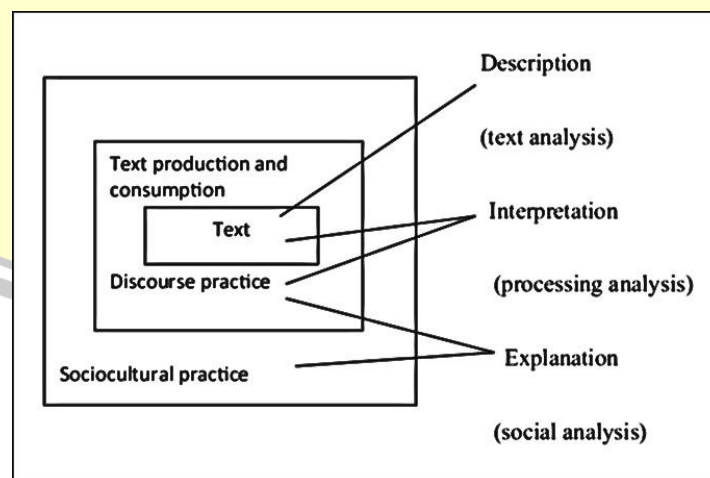 Description
(text analysis)
Text production and
consumption
Text
Interpretation
Discourse practice
(processing analysis)
Explanation
Sociocultural practice
(social analysis)